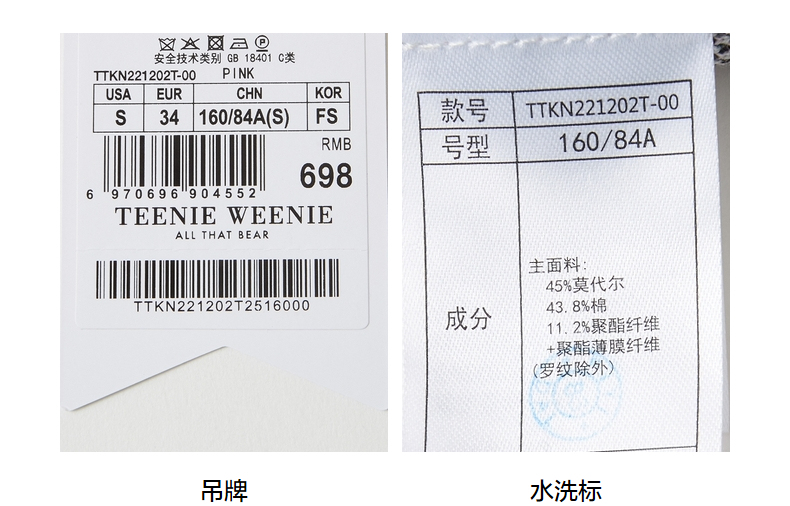 安全技术类别 GB 18401 C类
TTKN221202T-00 PINK
USA EUR CHN KOR
S 34 160/84A(S) FS
RMB
698
6 970696 904552
TEENIE WEENIE
ALL THAT BEAR
TTKN221202T2516000
吊牌
款号 TTKN221202T-00
号型 160/84A
成分
主面料:
45%莫代尔
43.8%棉
11.2%聚酯纤维
+聚酯薄膜纤维
(罗纹除外)
水洗标